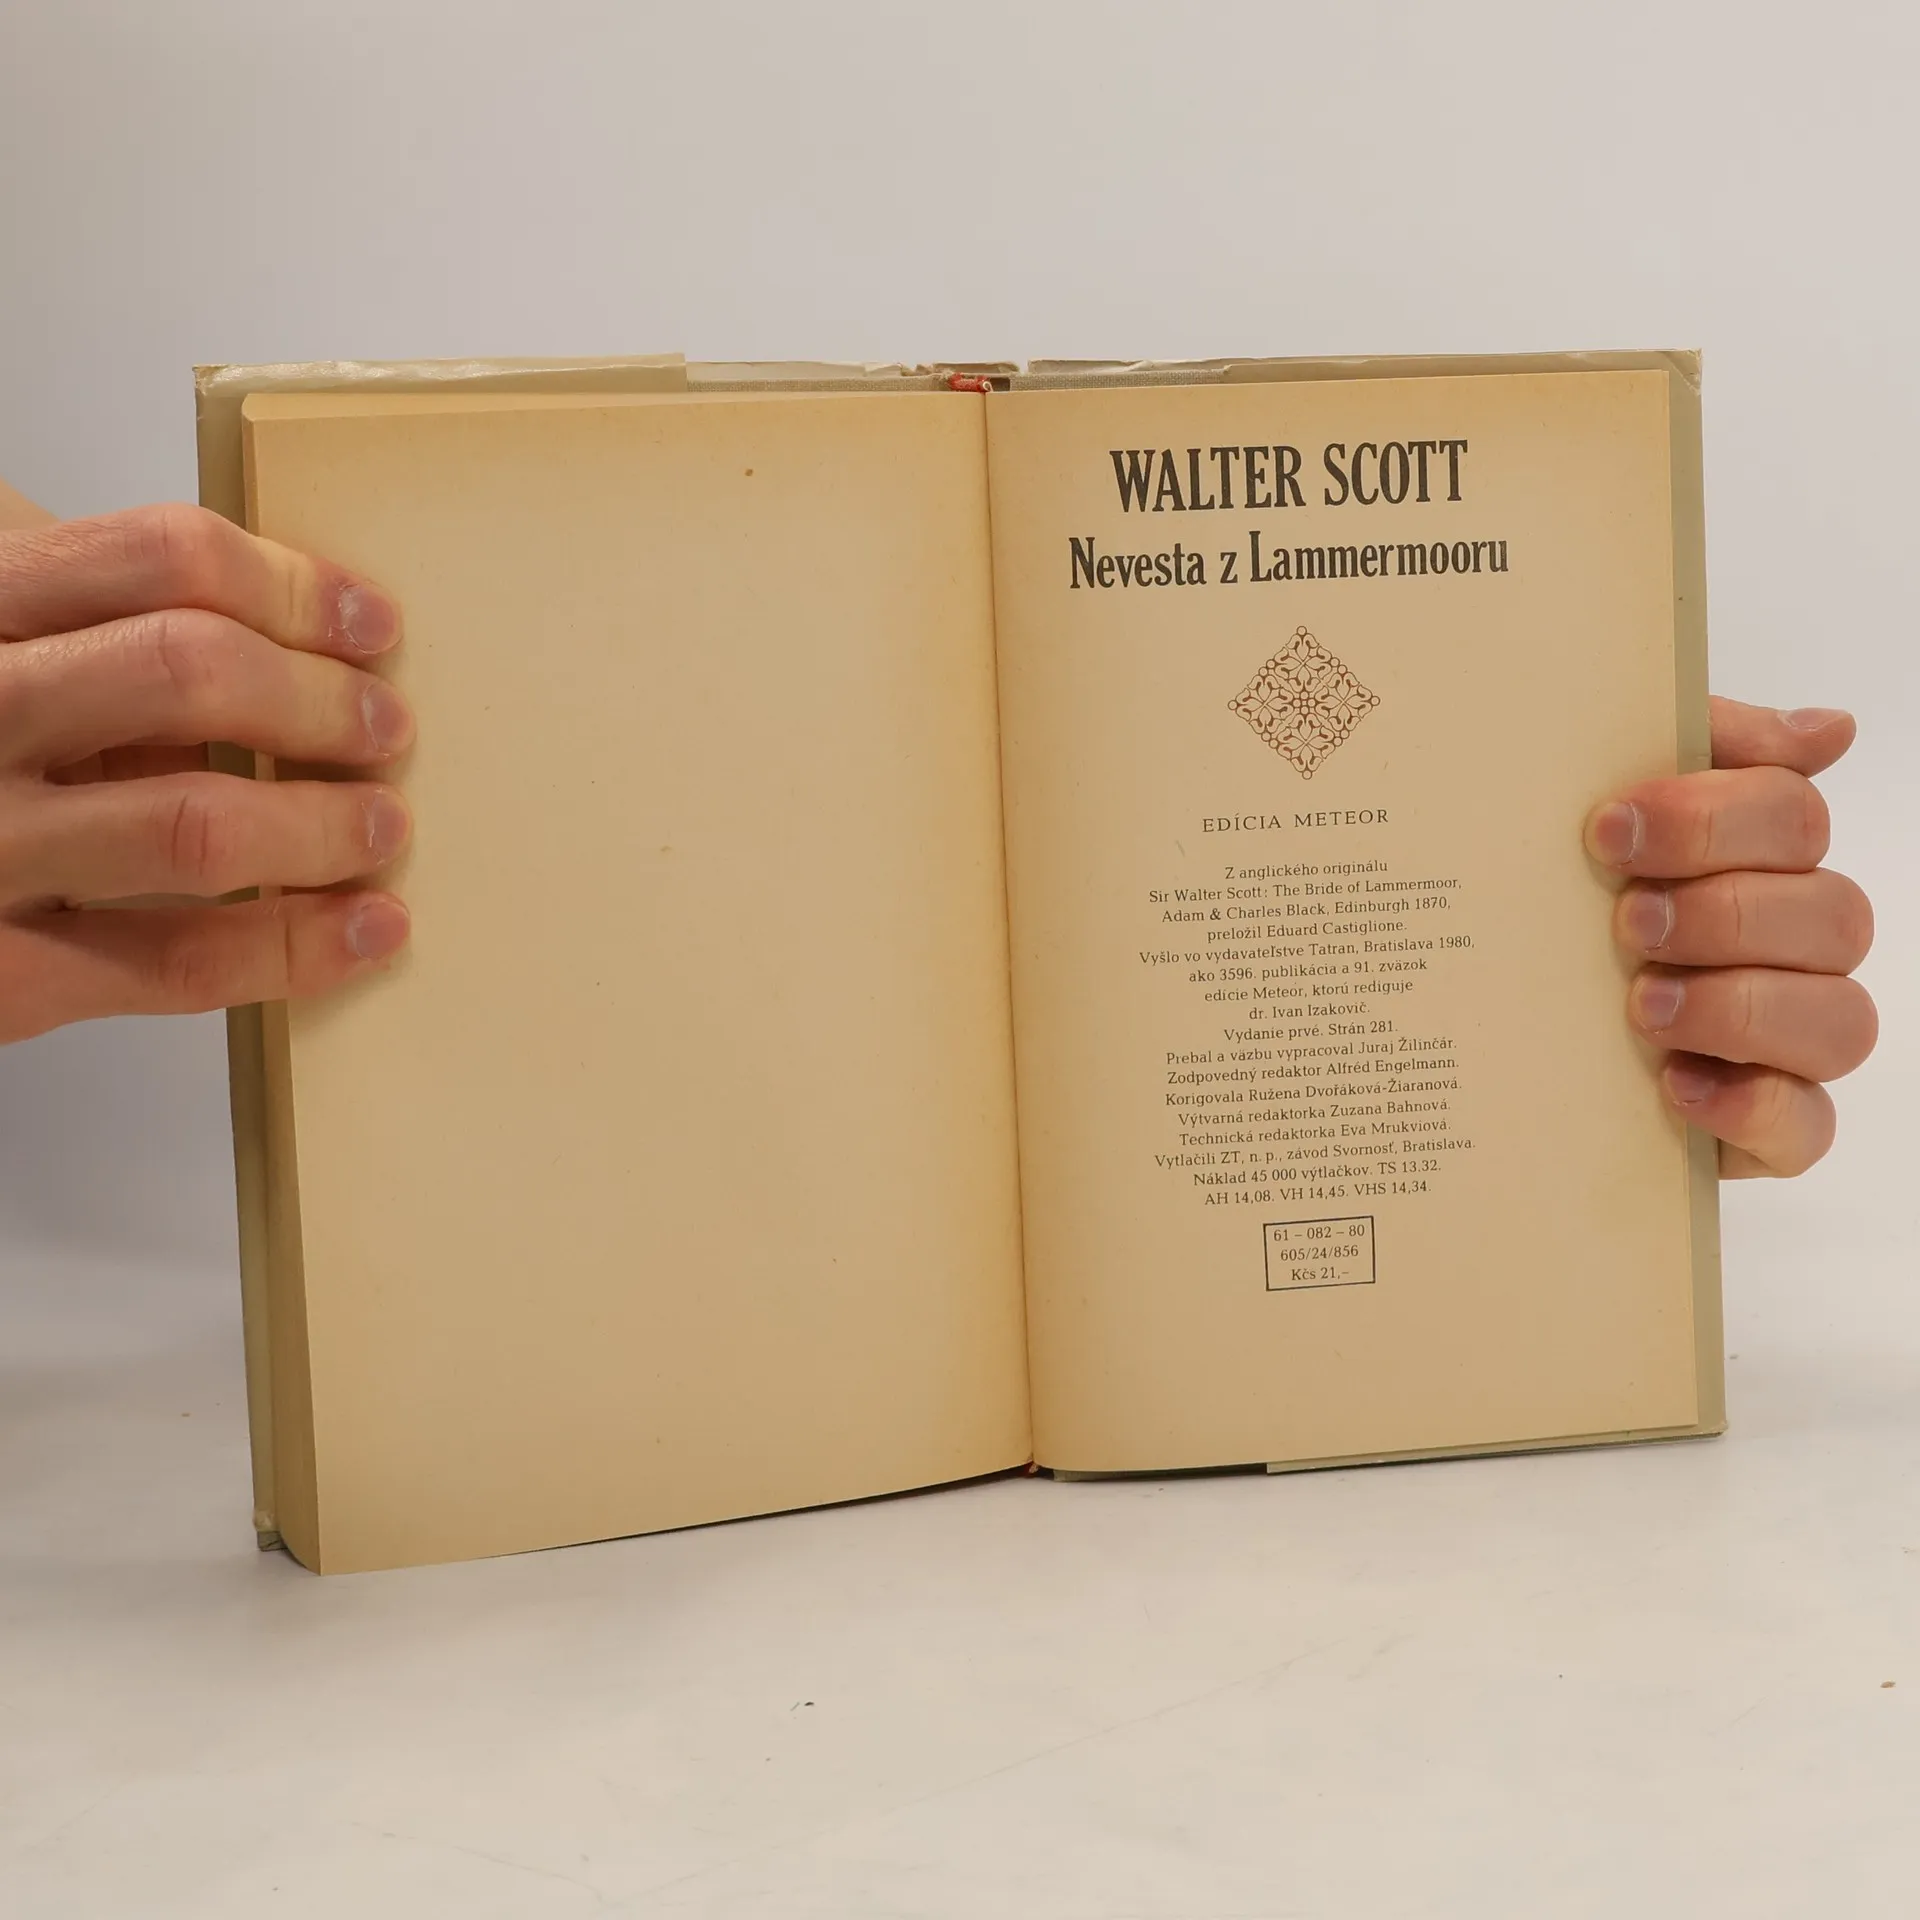 WALTER SCOTT
Nevesta z Lammermooru
EDÍCIA METEOR
Z anglického originálu
Sir Walter Scott: The Bride of Lammermoor,
Adam & Charles Black, Edinburgh 1870,
preložil Eduard Castiglione.
Vyšlo vo vydavateľstve Tatran, Bratislava 1980,
ako 3596. publikácia a 91. zväzok
edície Meteor, ktorú rediguje
dr. Ivan Izakovič.
Vydanie prvé. Strán 281.
Prebal a väzbu vypracoval Juraj Žilinčár.
Zodpovedný redaktor Alfréd Engelmann.
Korigovala Ružena Dvořáková-Žiaranová.
Výtvarná redaktorka Zuzana Bahnová.
Technická redaktorka Eva Mrukviová.
Vytlačili ZT, n. p., závod Svornosť, Bratislava.
Náklad 45 000 výtlačkov. TS 13.32.
AH 14,08. VH 14,45. VHS 14,34.
61 – 082 – 80
605/24/856
Kčs 21,–